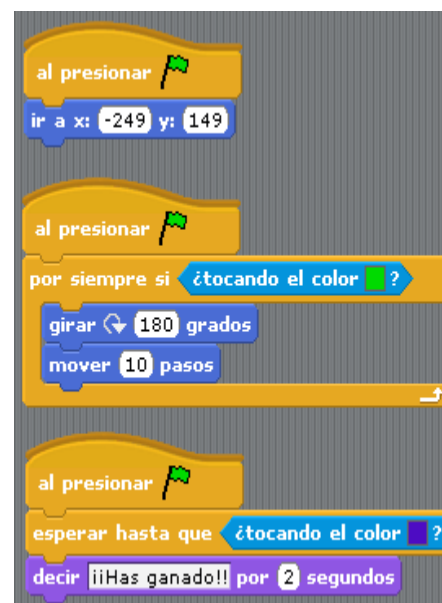 al presionar
ir a x: -249 y: 149
al presionar
por siempre si ¿tocando el color ?
girar 180 grados
mover 10 pasos
al presionar
esperar hasta que ¿tocando el color ?
decir ¡¡Has ganado!! por 2 segundos